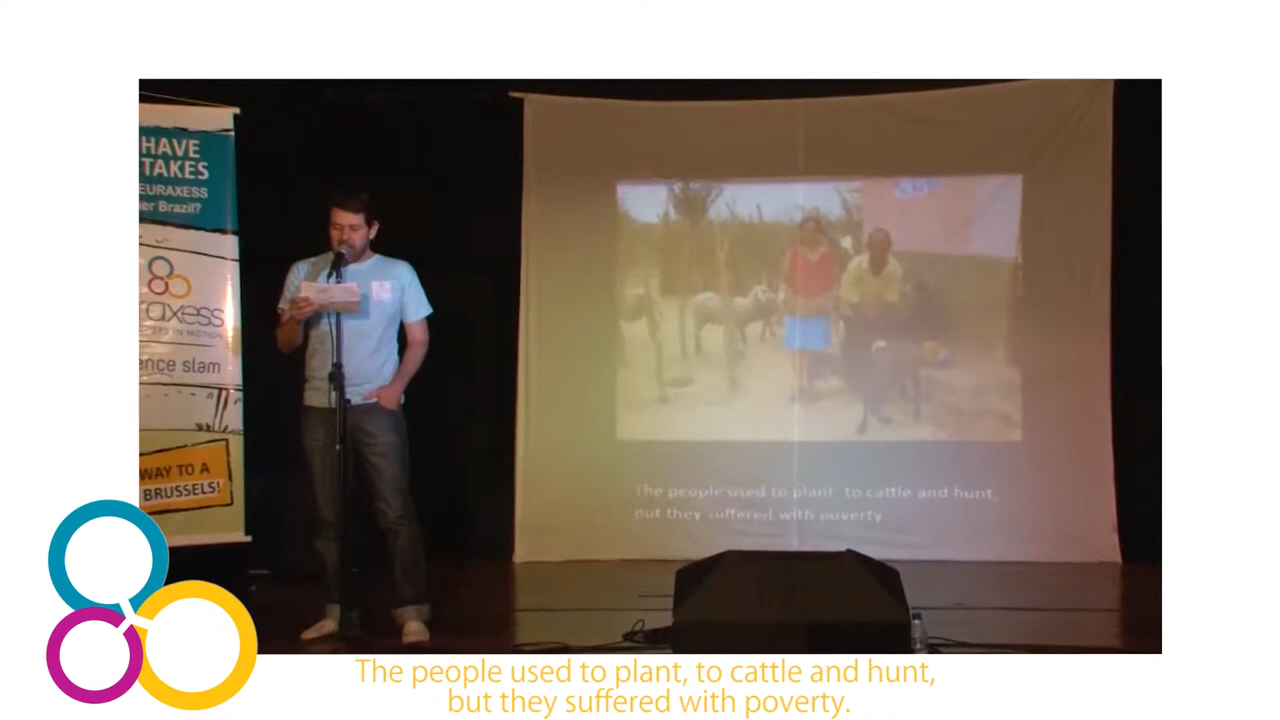 HAVE
TAKES
EURAXESS
er Brazil?
raxess
IN MOTION
ence slam
WAY TO A
BRUSSELS!
The people used to plant, to cattle and hunt,
But they suffered with poverty
The people used to plant, to cattle and hunt,
but they suffered with poverty.